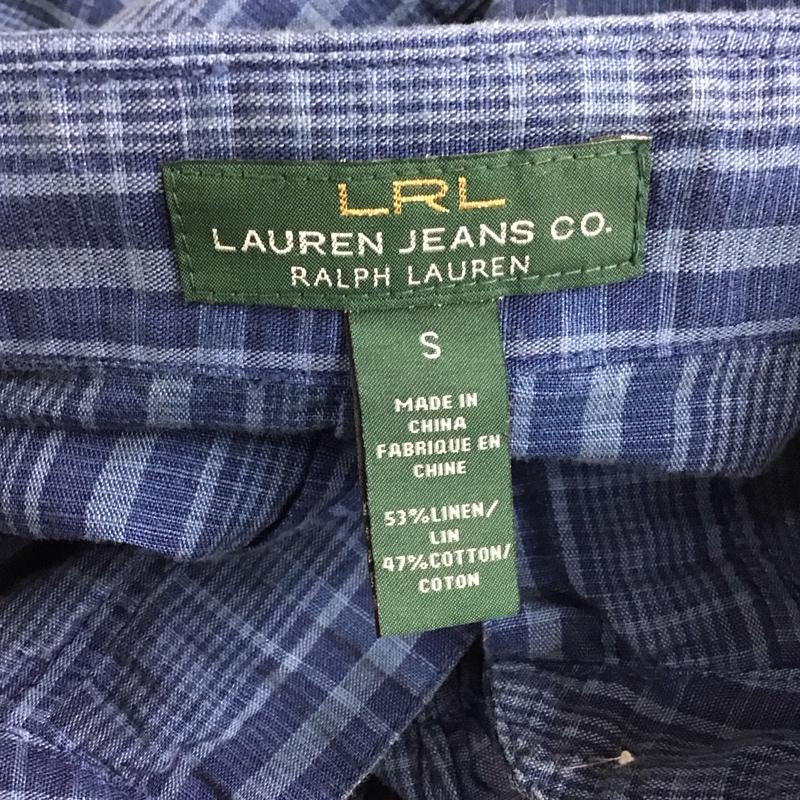 LRL
LAUREN JEANS CO.
RALPH LAUREN
S
MADE IN
CHINA
FABRIQUE EN
CHINE
53%LINEN/
LIN
47%COTTON/
COTON